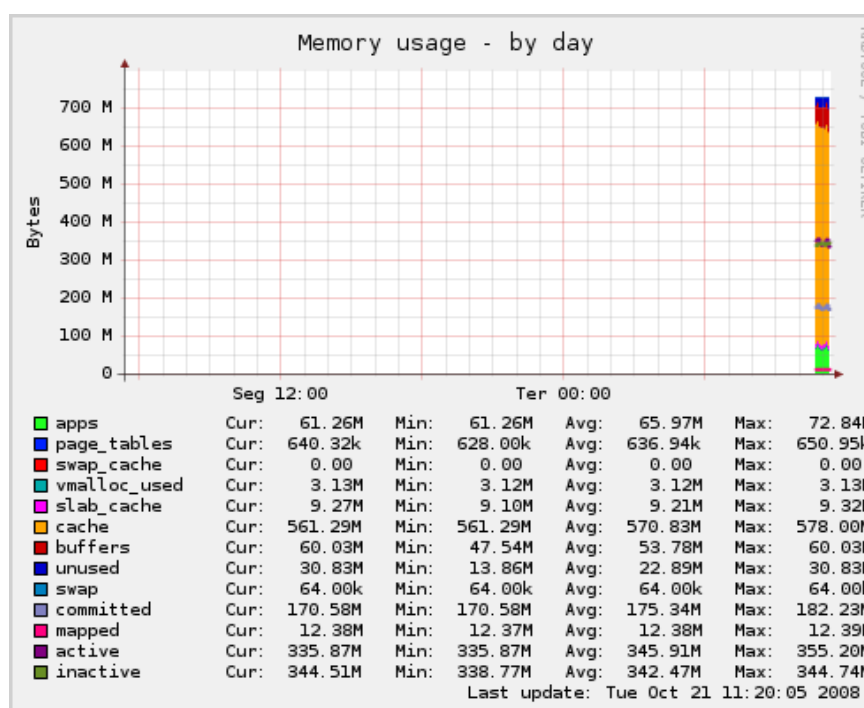 Memory usage - by day
Bytes
700 M
600 M
500 M
400 M
300 M
200 M
100 M
0
Seg 12:00 Ter 00:00
apps Cur: 61.26M Min: 61.26M Avg: 65.97M Max: 72.84
page_tables Cur: 640.32k Min: 628.00k Avg: 636.94k Max: 650.95k
swap_cache Cur: 0.00 Min: 0.00 Avg: 0.00 Max: 0.00
vmalloc_used Cur: 3.13M Min: 3.12M Avg: 3.12M Max: 3.13
slab_cache Cur: 9.27M Min: 9.10M Avg: 9.21M Max: 9.32
cache Cur: 561.29M Min: 561.29M Avg: 570.83M Max: 578.00
buffers Cur: 60.03M Min: 47.54M Avg: 53.78M Max: 60.03
unused Cur: 30.83M Min: 13.86M Avg: 22.89M Max: 30.83
swap Cur: 64.00k Min: 64.00k Avg: 64.00k Max: 64.00
committed Cur: 170.58M Min: 170.58M Avg: 175.34M Max: 182.23
mapped Cur: 12.38M Min: 12.37M Avg: 12.38M Max: 12.39
active Cur: 335.87M Min: 335.87M Avg: 345.91M Max: 355.20
inactive Cur: 344.51M Min: 338.77M Avg: 342.47M Max: 344.74
Last update: Tue Oct 21 11:20:05 2008